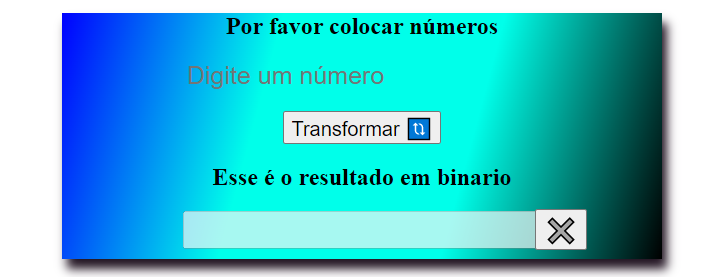 Por favor colocar números
Digite um número
Transformar 🔃
Esse é o resultado em binario